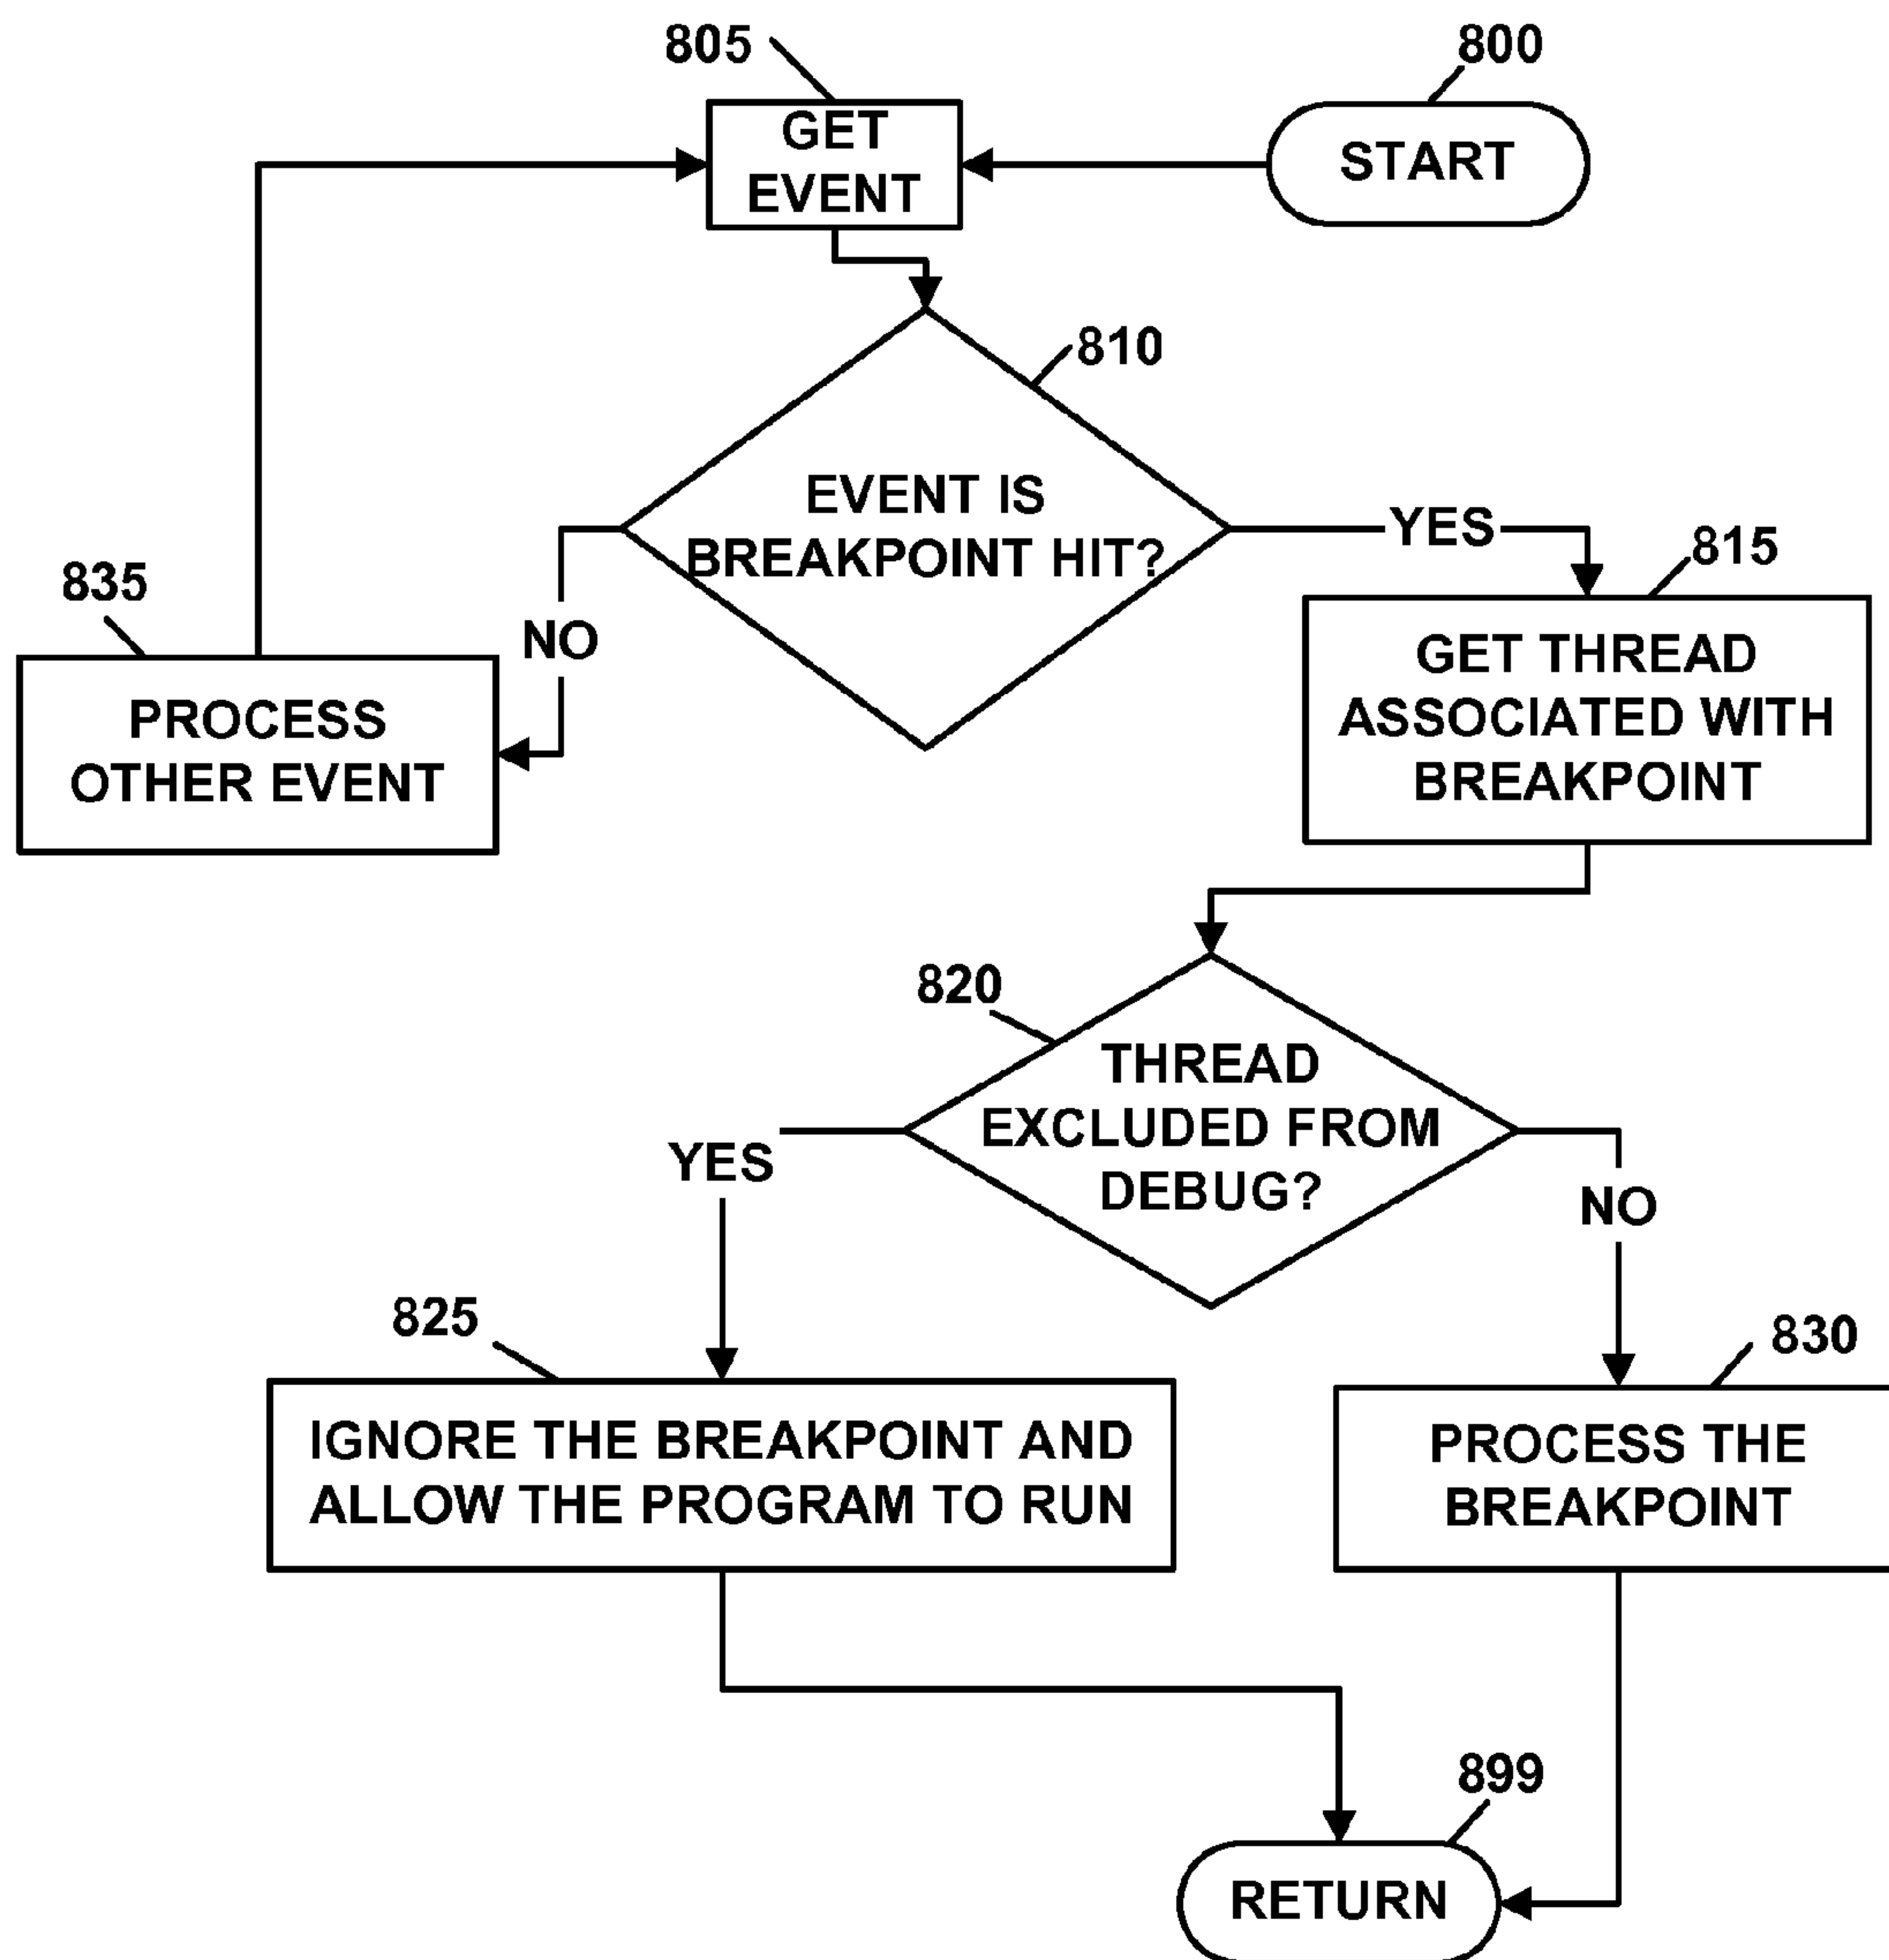 805
800
GET
EVENT
START
810
EVENT IS
BREAKPOINT HIT?
YES
815
835
NO
GET THREAD
ASSOCIATED WITH
BREAKPOINT
PROCESS
OTHER EVENT
820
THREAD
EXCLUDED FROM
DEBUG?
YES
NO
825
830
IGNORE THE BREAKPOINT AND
ALLOW THE PROGRAM TO RUN
PROCESS THE
BREAKPOINT
899
RETURN